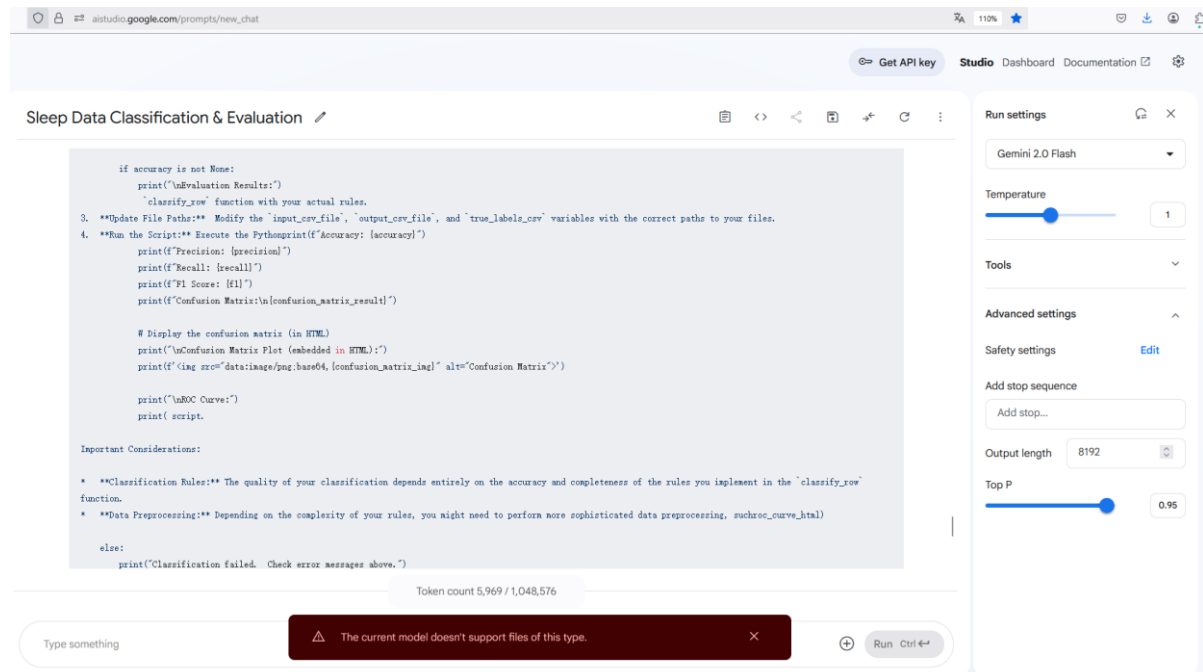 aistudio.google.com/prompts/new_chat
110%
Get API key
Studio Dashboard Documentation
Sleep Data Classification & Evaluation
if accuracy is not None:
print("\nEvaluation Results:")
`classify_row` function with your actual rules.
3. **Update File Paths:** Modify the `input_csv_file`, `output_csv_file`, and `true_labels_csv` variables with the correct paths to your files.
4. **Run the Script:** Execute the Pythonprint(f"Accuracy: {accuracy}")
print(f"Precision: {precision}")
print(f"Recall: {recall}")
print(f"F1 Score: {f1}")
print(f"Confusion Matrix:\n{confusion_matrix_result}")
# Display the confusion matrix (in HTML)
print("\nConfusion Matrix Plot (embedded in HTML):")
print(f'<img src="data:image/png;base64,{confusion_matrix_img}" alt="Confusion Matrix">')
print("\nROC Curve:")
print( script.
Important Considerations:
* **Classification Rules:** The quality of your classification depends entirely on the accuracy and completeness of the rules you implement in the `classify_row`
function.
* **Data Preprocessing:** Depending on the complexity of your rules, you might need to perform more sophisticated data preprocessing, suchroc_curve_html)
else:
print("Classification failed. Check error messages above.")
Token count 5,969 / 1,048,576
Type something
The current model doesn't support files of this type.
Run Ctrl
Run settings
Gemini 2.0 Flash
Temperature
1
Tools
Advanced settings
Safety settings Edit
Add stop sequence
Add stop...
Output length 8192
Top P
0.95